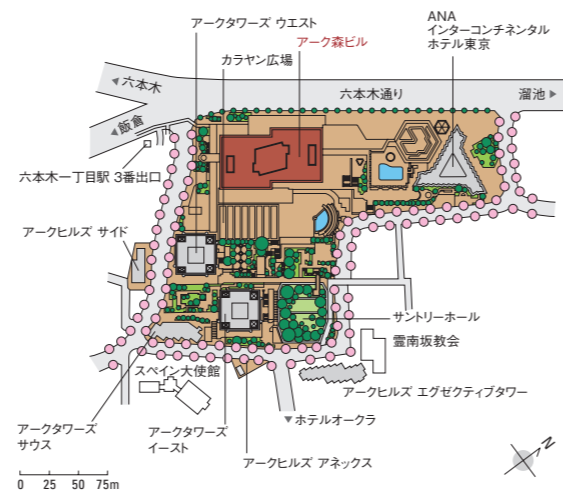 アークタワーズ ウエスト
カラヤン広場
アーク森ビル
ANA
インターコンチネンタル
ホテル東京
◀六本木
六本木通り
溜池▶
◀飯倉
六本木一丁目駅 3番出口
アークヒルズ サイド
サントリーホール
霊南坂教会
スペイン大使館
アークヒルズ エグゼクティブタワー
▼ホテルオークラ
アークタワーズ
サウス
アークタワーズ
イースト
アークヒルズ アネックス
N
0 25 50 75m